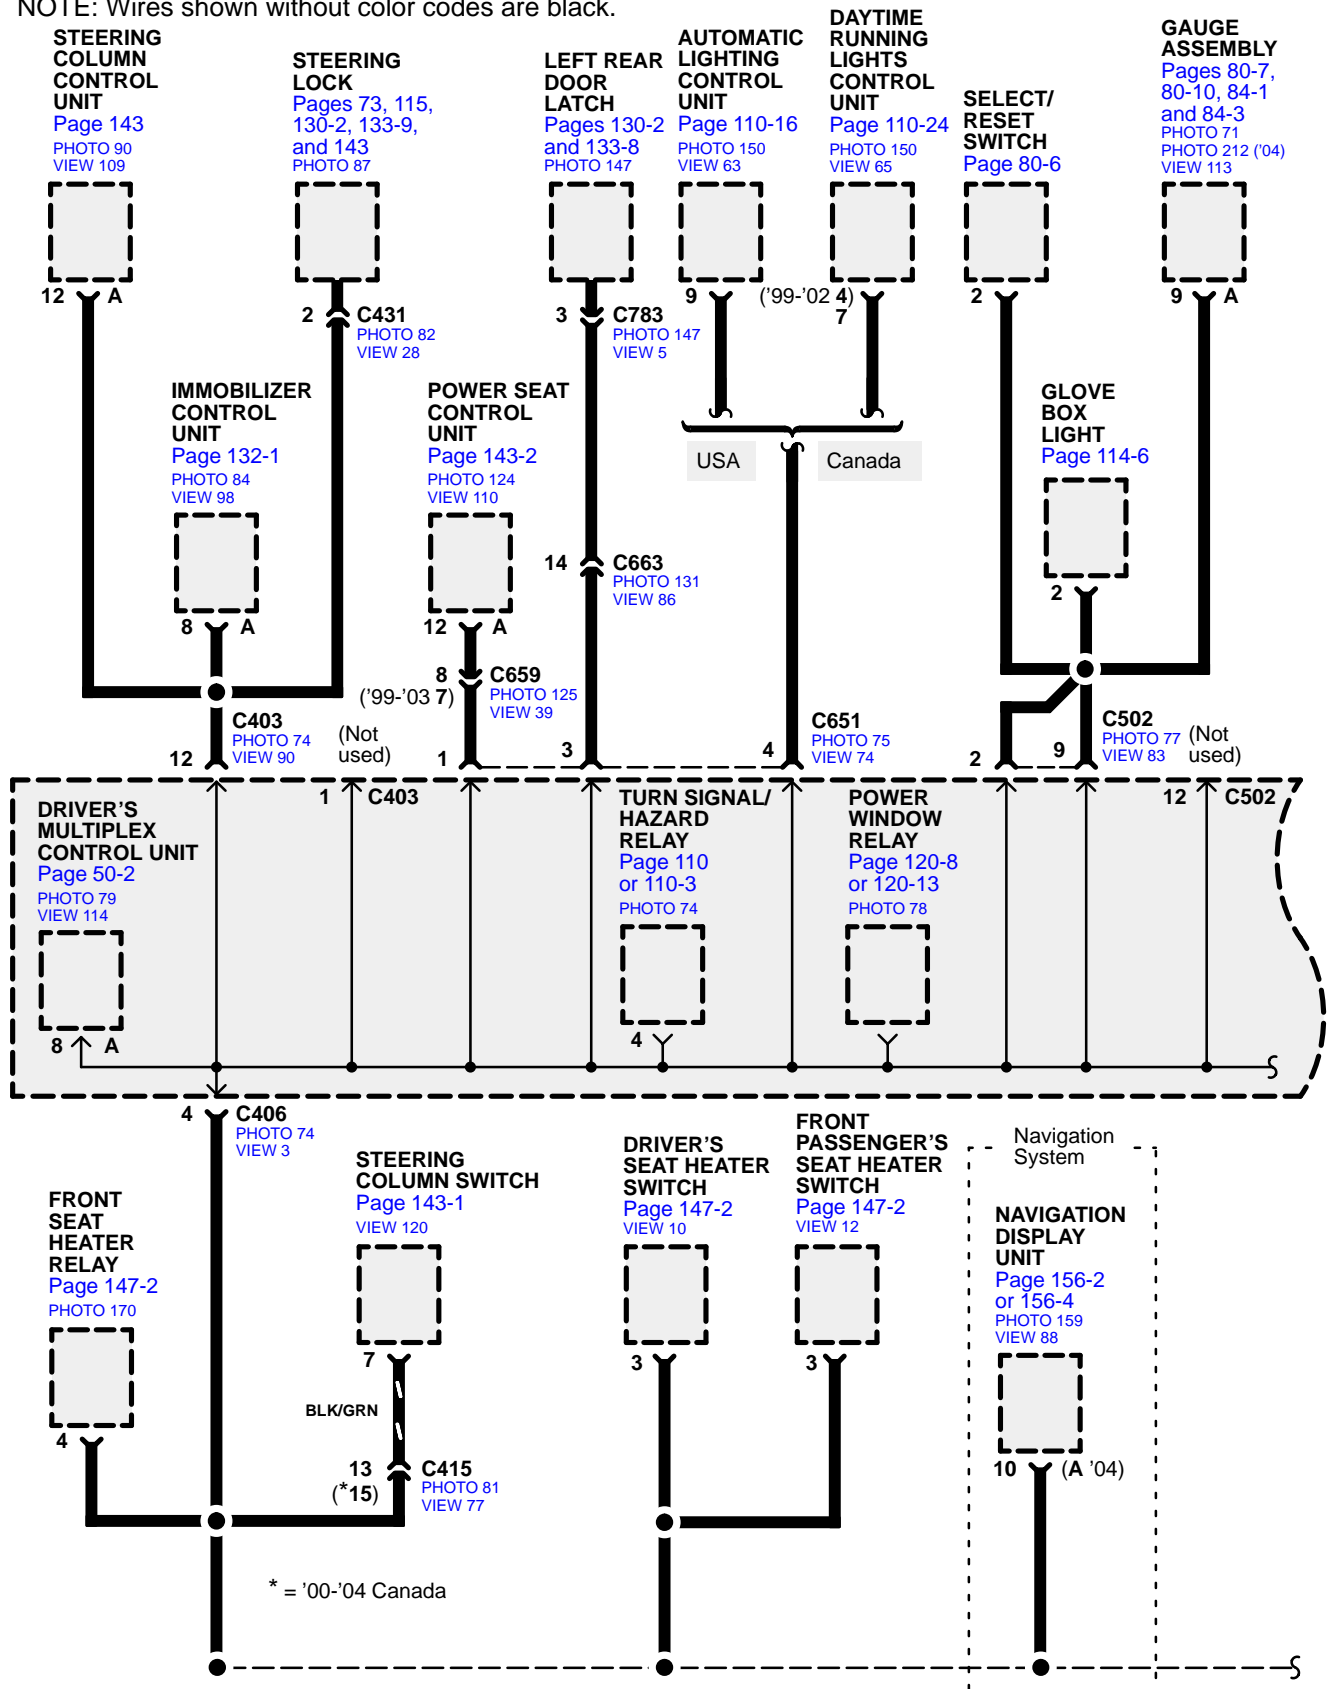 NOTE: Wires shown without color codes are black.
STEERING
COLUMN
CONTROL
UNIT
Page 143
PHOTO 90
VIEW 109
STEERING
LOCK
Pages 73, 115,
130-2, 133-9,
and 143
PHOTO 87
LEFT REAR
DOOR
LATCH
Pages 130-2
and 133-8
PHOTO 147
AUTOMATIC
LIGHTING
CONTROL
UNIT
Page 110-16
PHOTO 150
VIEW 63
DAYTIME
RUNNING
LIGHTS
CONTROL
UNIT
Page 110-24
PHOTO 150
VIEW 65
SELECT/
RESET
SWITCH
Page 80-6
GAUGE
ASSEMBLY
Pages 80-7,
80-10, 84-1
and 84-3
PHOTO 71
PHOTO 212 ('04)
VIEW 113
12 A
2 C431
PHOTO 82
VIEW 28
3 C783
PHOTO 147
VIEW 5
9
('99-'02 4)
7
2
9 A
IMMOBILIZER
CONTROL
UNIT
Page 132-1
PHOTO 84
VIEW 98
POWER SEAT
CONTROL
UNIT
Page 143-2
PHOTO 124
VIEW 110
USA
Canada
GLOVE
BOX
LIGHT
Page 114-6
14 C663
PHOTO 131
VIEW 86
2
8 A
12 A
8 C659
('99-'03 7)
PHOTO 125
VIEW 39
12 C403
PHOTO 74
VIEW 90
(Not
used)
1
3
4 C651
PHOTO 75
VIEW 74
2
9 C502
PHOTO 77
VIEW 83
(Not
used)
1 C403
12 C502
DRIVER'S
MULTIPLEX
CONTROL UNIT
Page 50-2
PHOTO 79
VIEW 114
TURN SIGNAL/
HAZARD
RELAY
Page 110
or 110-3
PHOTO 74
POWER
WINDOW
RELAY
Page 120-8
or 120-13
PHOTO 78
8 A
4
4 C406
PHOTO 74
VIEW 3
FRONT
SEAT
HEATER
RELAY
Page 147-2
PHOTO 170
STEERING
COLUMN SWITCH
Page 143-1
VIEW 120
DRIVER'S
SEAT HEATER
SWITCH
Page 147-2
VIEW 10
FRONT
PASSENGER'S
SEAT HEATER
SWITCH
Page 147-2
VIEW 12
Navigation
System
NAVIGATION
DISPLAY
UNIT
Page 156-2
or 156-4
PHOTO 159
VIEW 88
7
3
3
BLK/GRN
4
13 C415
(*15)
PHOTO 81
VIEW 77
10 (A '04)
* = '00-'04 Canada